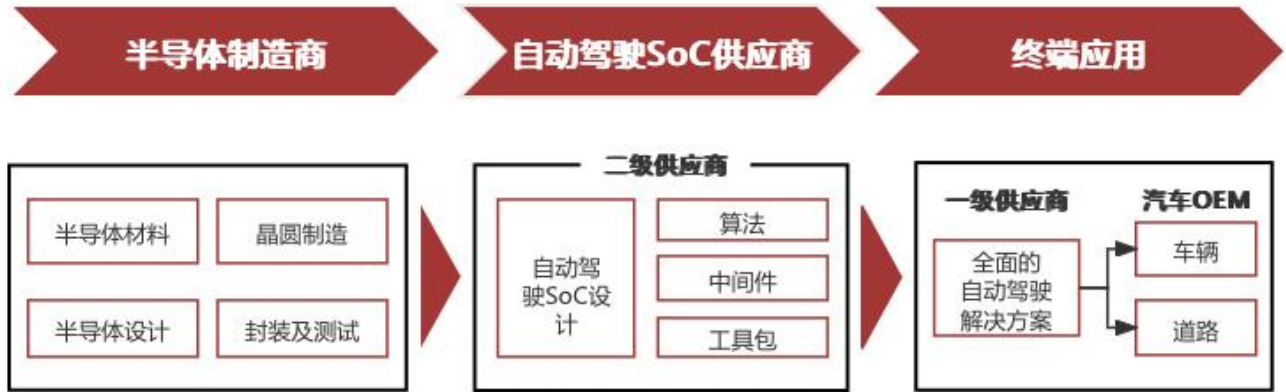 半导体制造商
自动驾驶SoC供应商
终端应用
半导体材料
晶圆制造
半导体设计
封装及测试
二级供应商
自动驾
驶SoC设
计
算法
中间件
工具包
一级供应商
全面的
自动驾驶
解决方案
汽车OEM
车辆
道路